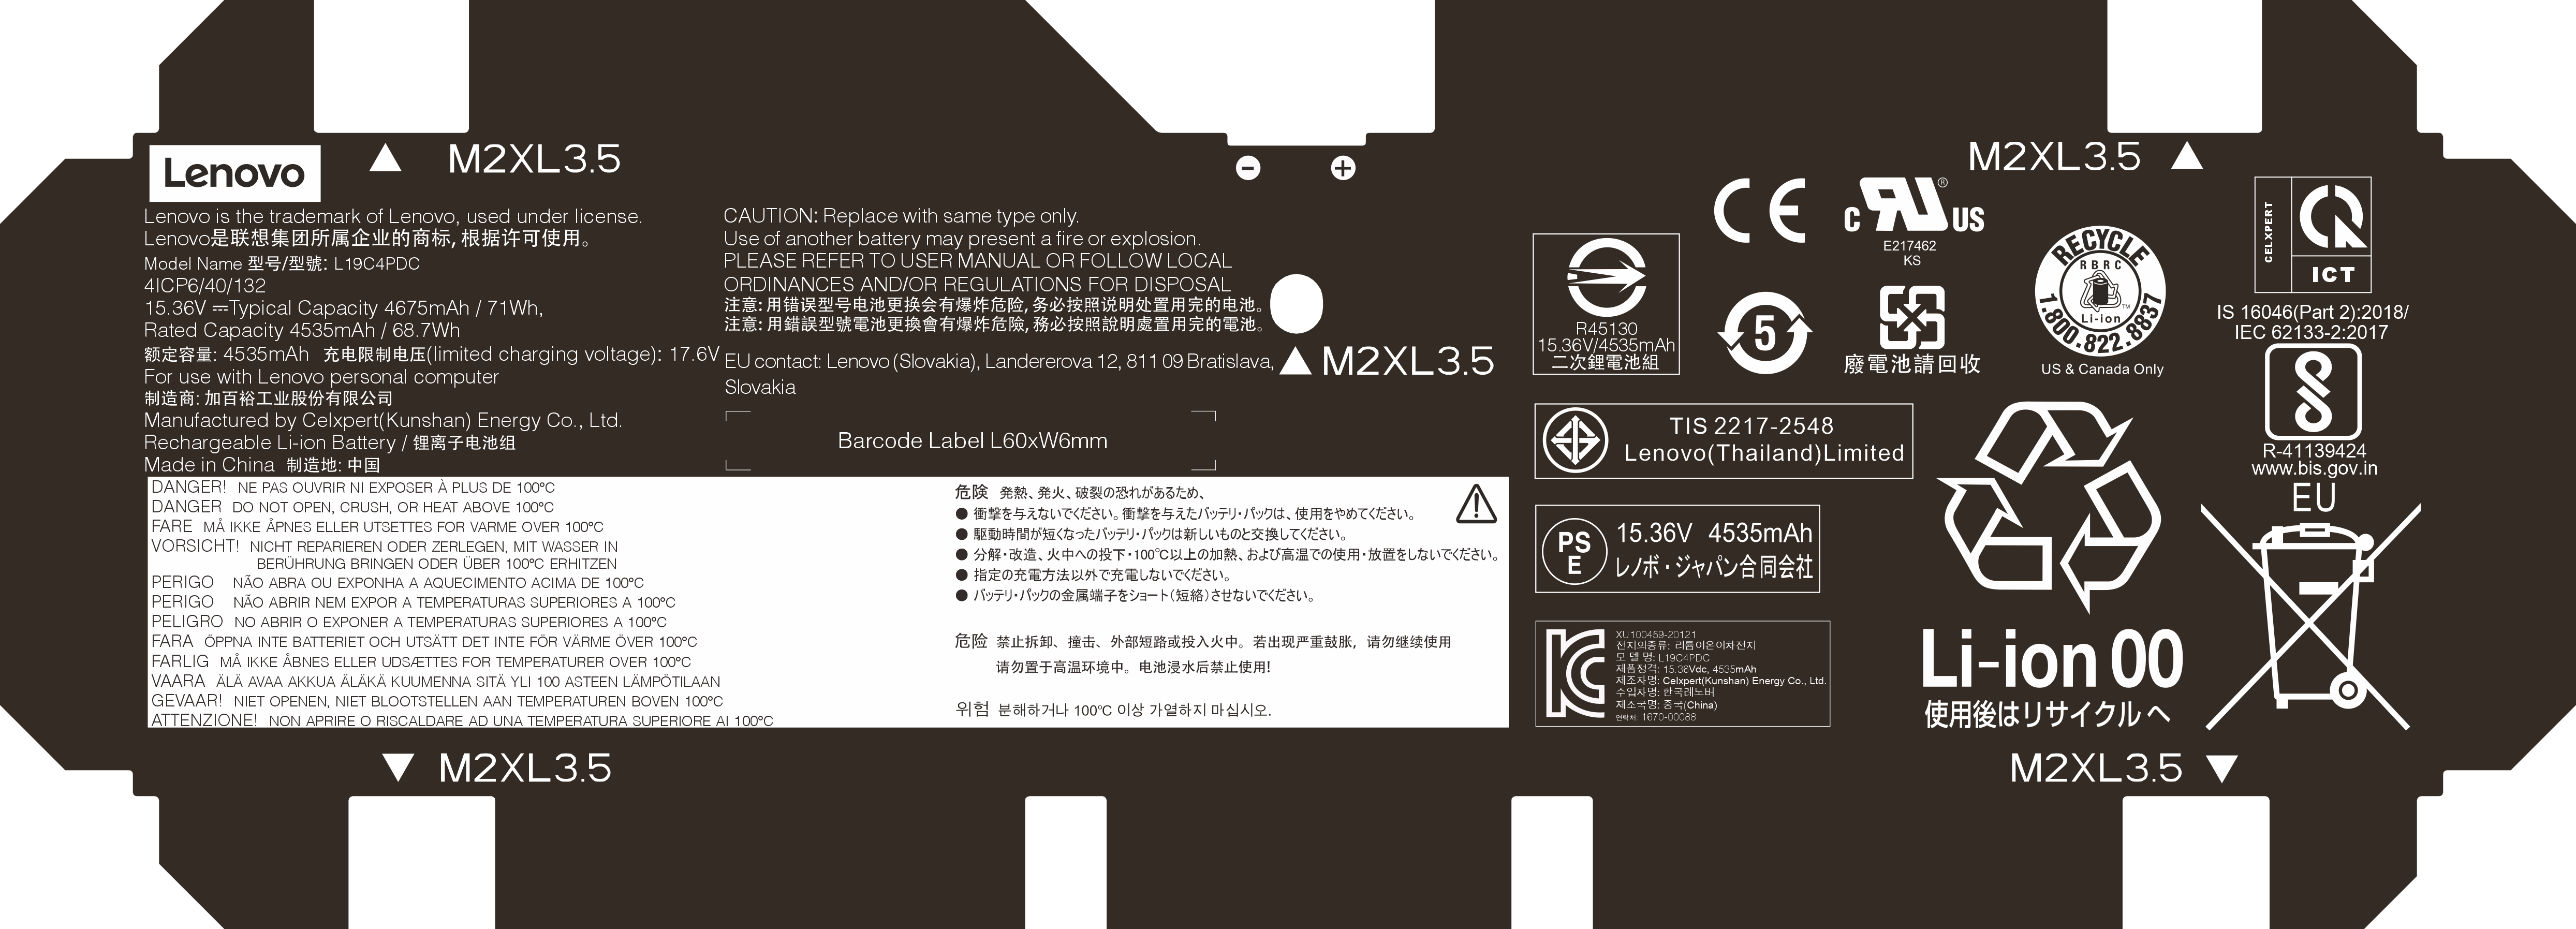 Lenovo
M2XL3.5
Lenovo is the trademark of Lenovo, used under license.
Lenovo是联想集团所属企业的商标, 根据许可使用。
Model Name 型号/型號: L19C4PDC
4ICP6/40/132
15.36V ⎓Typical Capacity 4675mAh / 71Wh,
Rated Capacity 4535mAh / 68.7Wh
额定容量: 4535mAh 充电限制电压(limited charging voltage): 17.6V
For use with Lenovo personal computer
制造商: 加百裕工业股份有限公司
Manufactured by Celxpert(Kunshan) Energy Co., Ltd.
Rechargeable Li-ion Battery / 锂离子电池组
Made in China 制造地: 中国
- +
CAUTION: Replace with same type only.
Use of another battery may present a fire or explosion.
PLEASE REFER TO USER MANUAL OR FOLLOW LOCAL
ORDINANCES AND/OR REGULATIONS FOR DISPOSAL
注意: 用错误型号电池更换会有爆炸危险, 务必按照说明处置用完的电池。
注意: 用錯誤型號電池更換會有爆炸危險, 務必按照說明處置用完的電池。
EU contact: Lenovo (Slovakia), Landererova 12, 811 09 Bratislava,
Slovakia
M2XL3.5
Barcode Label L60xW6mm
DANGER! NE PAS OUVRIR NI EXPOSER À PLUS DE 100°C
DANGER DO NOT OPEN, CRUSH, OR HEAT ABOVE 100°C
FARE MÅ IKKE ÅPNES ELLER UTSETTES FOR VARME OVER 100°C
VORSICHT! NICHT REPARIEREN ODER ZERLEGEN, MIT WASSER IN
BERÜHRUNG BRINGEN ODER ÜBER 100°C ERHITZEN
PERIGO NÃO ABRA OU EXPONHA A AQUECIMENTO ACIMA DE 100°C
PERIGO NÃO ABRIR NEM EXPOR A TEMPERATURAS SUPERIORES A 100°C
PELIGRO NO ABRIR O EXPONER A TEMPERATURAS SUPERIORES A 100°C
FARA ÖPPNA INTE BATTERIET OCH UTSÄTT DET INTE FÖR VÄRME ÖVER 100°C
FARLIG MÅ IKKE ÅBNES ELLER UDSÆTTES FOR TEMPERATURER OVER 100°C
VAARA ÄLÄ AVAA AKKUA ÄLÄKÄ KUUMENNA SITÄ YLI 100 ASTEEN LÄMPÖTILAAN
GEVAAR! NIET OPENEN, NIET BLOOTSTELLEN AAN TEMPERATUREN BOVEN 100°C
ATTENZIONE! NON APRIRE O RISCALDARE AD UNA TEMPERATURA SUPERIORE AI 100°C
危険 発熱、発火、破裂の恐れがあるため、
● 衝撃を与えないでください。衝撃を与えたバッテリ・パックは、使用をやめてください。
● 駆動時間が短くなったバッテリ・パックは新しいものと交換してください。
● 分解・改造、火中への投下・100℃以上の加熱、および高温での使用・放置をしないでください。
● 指定の充電方法以外で充電しないでください。
● バッテリ・パックの金属端子をショート(短絡)させないでください。
危险 禁止拆卸、撞击、外部短路或投入火中。若出现严重鼓胀, 请勿继续使用
请勿置于高温环境中。电池浸水后禁止使用!
위험 분해하거나 100℃ 이상 가열하지 마십시오.
M2XL3.5
R45130
15.36V/4535mAh
二次鋰電池組
CE
C RU ® US
E217462
KS
5
廢電池請回收
M2XL3.5
RECYCLE
RBRC
Li-ion ™
1.800.822.8837
US & Canada Only
CELXPERT
ICT
IS 16046(Part 2):2018/
IEC 62133-2:2017
R-41139424
www.bis.gov.in
EU
TIS 2217-2548
Lenovo(Thailand)Limited
PS
E
15.36V 4535mAh
レノボ・ジャパン合同会社
KC
XU100459-20121
전지의종류: 리튬이온이차전지
모 델 명: L19C4PDC
제품정격: 15.36Vdc, 4535mAh
제조자명: Celxpert(Kunshan) Energy Co., Ltd.
수입자명: 한국레노버
제조국명: 중국(China)
연락처: 1670-00088
Li-ion 00
使用後はリサイクルへ
M2XL3.5